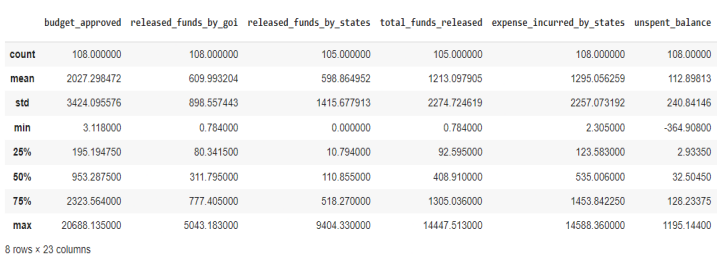 budget_approved released_funds_by_goi released_funds_by_states total_funds_released expense_incurred_by_states unspent_balance
count 108.000000 108.000000 105.000000 105.000000 108.000000 108.00000
mean 2027.298472 609.993204 598.864952 1213.097905 1295.056259 112.89813
std 3424.095576 898.557443 1415.677913 2274.724619 2257.073192 240.84146
min 3.118000 0.784000 0.000000 0.784000 2.305000 -364.90800
25% 195.194750 80.341500 10.794000 92.595000 123.583000 2.93350
50% 953.287500 311.795000 110.855000 408.910000 535.006000 32.50450
75% 2323.564000 777.405000 518.270000 1305.036000 1453.842250 128.23375
max 20688.135000 5043.183000 9404.330000 14447.513000 14588.360000 1195.14400
8 rows × 23 columns